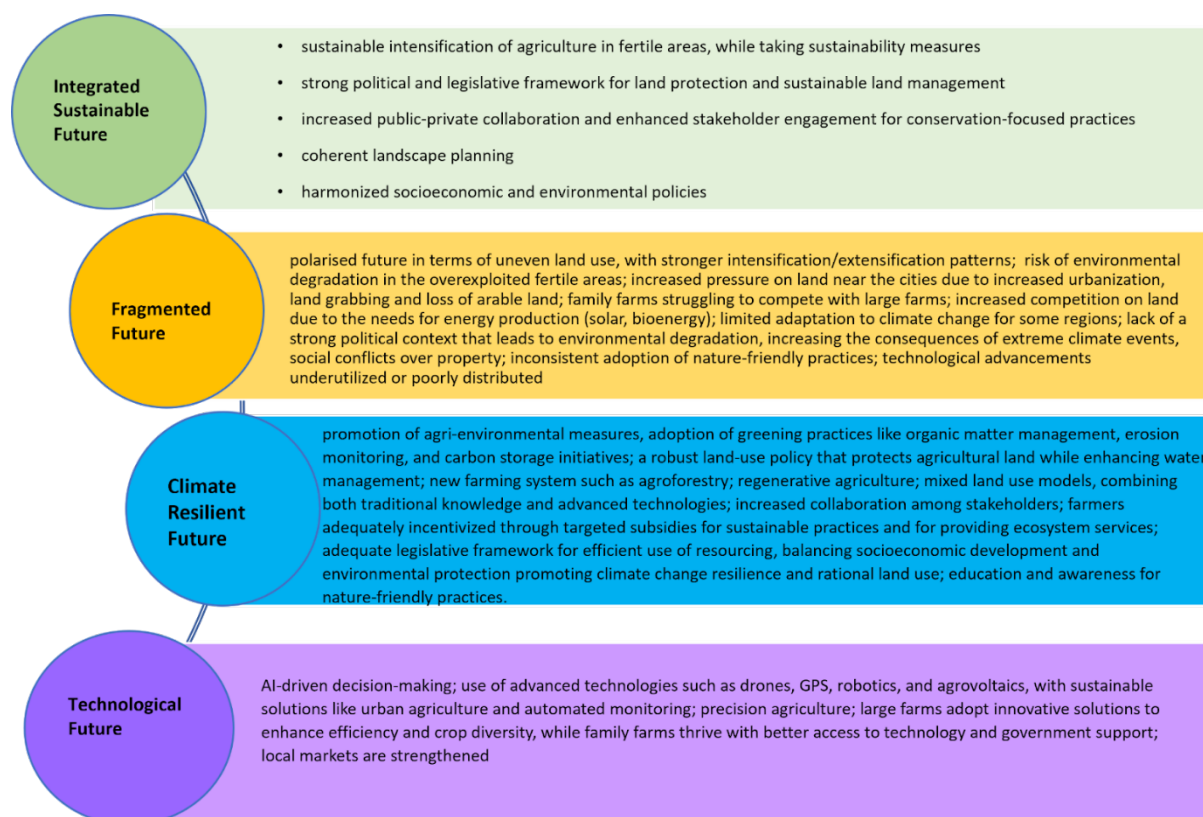 Integrated
Sustainable
Future
• sustainable intensification of agriculture in fertile areas, while taking sustainability measures
• strong political and legislative framework for land protection and sustainable land management
• increased public-private collaboration and enhanced stakeholder engagement for conservation-focused practices
• coherent landscape planning
• harmonized socioeconomic and environmental policies
Fragmented
Future
polarised future in terms of uneven land use, with stronger intensification/extensification patterns; risk of environmental
degradation in the overexploited fertile areas; increased pressure on land near the cities due to increased urbanization,
land grabbing and loss of arable land; family farms struggling to compete with large farms; increased competition on land
due to the needs for energy production (solar, bioenergy); limited adaptation to climate change for some regions; lack of a
strong political context that leads to environmental degradation, increasing the consequences of extreme climate events,
social conflicts over property; inconsistent adoption of nature-friendly practices; technological advancements
underutilized or poorly distributed
Climate
Resilient
Future
promotion of agri-environmental measures, adoption of greening practices like organic matter management, erosion
monitoring, and carbon storage initiatives; a robust land-use policy that protects agricultural land while enhancing water
management; new farming system such as agroforestry; regenerative agriculture; mixed land use models, combining
both traditional knowledge and advanced technologies; increased collaboration among stakeholders; farmers
adequately incentivized through targeted subsidies for sustainable practices and for providing ecosystem services;
adequate legislative framework for efficient use of resourcing, balancing socioeconomic development and
environmental protection promoting climate change resilience and rational land use; education and awareness for
nature-friendly practices.
Technological
Future
AI-driven decision-making; use of advanced technologies such as drones, GPS, robotics, and agrovoltaics, with sustainable
solutions like urban agriculture and automated monitoring; precision agriculture; large farms adopt innovative solutions to
enhance efficiency and crop diversity, while family farms thrive with better access to technology and government support;
local markets are strengthened